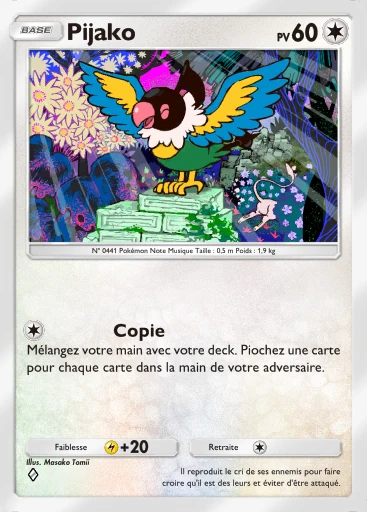 BASE Pijako PV 60
N° 0441 Pokémon Note Musique Taille : 0,5 m Poids : 1,9 kg
Copie
Mélangez votre main avec votre deck. Piochez une carte
pour chaque carte dans la main de votre adversaire.
Faiblesse +20 Retraite
Illus. Masako Tomii
Il reproduit le cri de ses ennemis pour faire
croire qu'il est des leurs et éviter d'être attaqué.